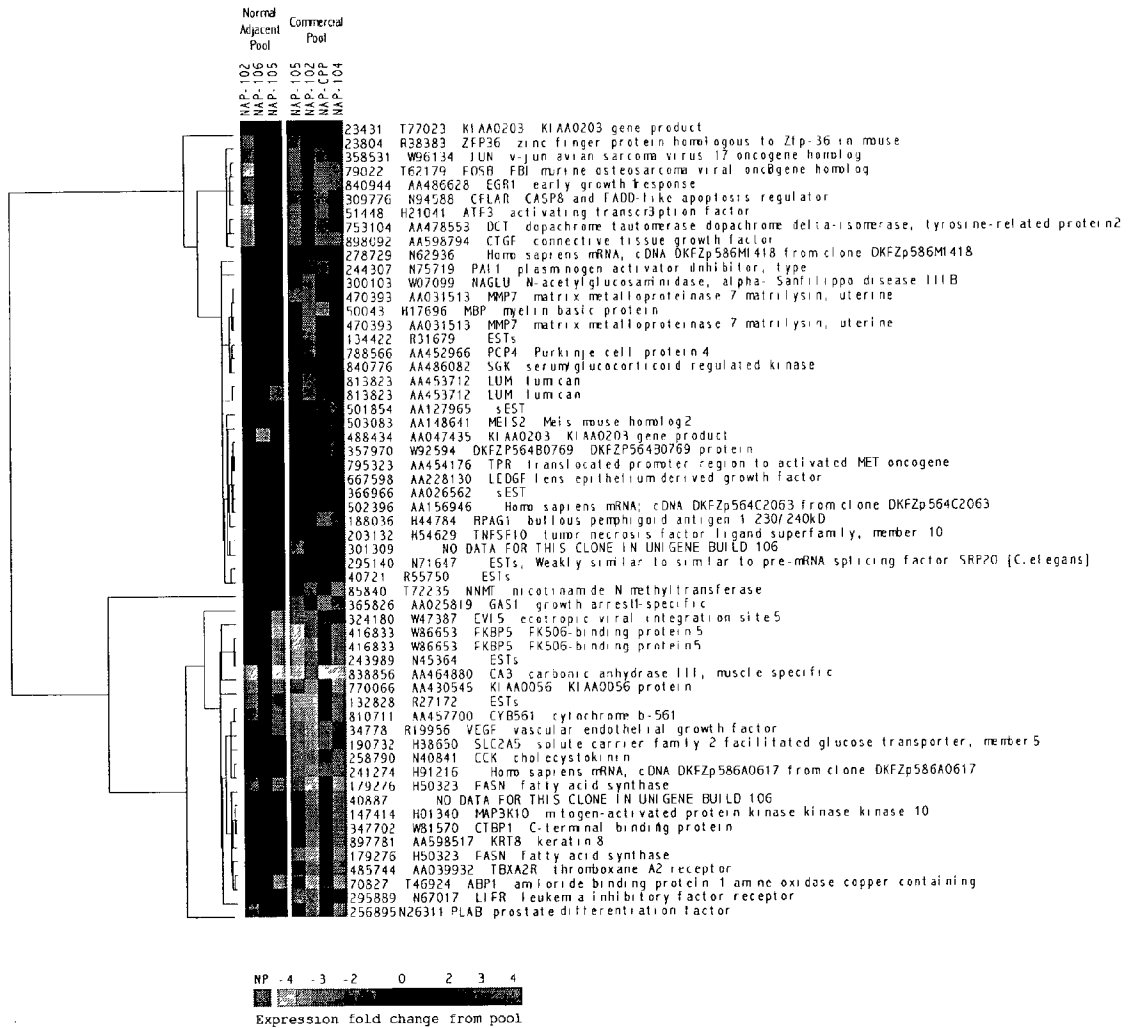 Normal Adjacent Pool
Commercial Pool
NAP-102
NAP-106
NAP-105
NAP-105
NAP-102
NAP-CPP
NAP-104
23431 T77023 KIAA0203 KIAA0203 gene product
23804 R38383 ZFP36 zinc finger protein homologous to Zfp-36 in mouse
358531 W96134 JUN v-jun avian sarcoma virus 17 oncogene homolog
79022 T62179 FOSB FBJ murine osteosarcoma viral oncBgene homolog
840944 AA486628 EGR1 early growth response
309776 N94588 CFLAR CASP8 and FADD-like apoptosis regulator
51448 H21041 ATF3 activating transcr3ption factor
753104 AA478553 DCT dopachrome tautomerase dopachrome delta-isomerase, tyrosine-related protein2
898092 AA598794 CTGF connective tissue growth factor
278729 N62936 Homo sapiens mRNA, cDNA DKFZp586M1418 from clone DKFZp586M1418
244307 N75719 PAI1 plasminogen activator inhibitor, type
300103 W07099 NAGLU N-acetylglucosaminidase, alpha- Sanfilippo disease IIIB
470393 AA031513 MMP7 matrix metalloproteinase 7 matrilysin, uterine
50043 H17696 MBP myelin basic protein
470393 AA031513 MMP7 matrix metalloproteinase 7 matrilysin, uterine
134422 R31679 ESTs
788566 AA452966 PCP4 Purkinje cell protein 4
840776 AA486082 SGK serum/glucocorticoid regulated kinase
813823 AA453712 LUM lumican
813823 AA453712 LUM lumican
501854 AA127965 sEST
503083 AA148641 MEIS2 Meis mouse homolog2
488434 AA047435 KIAA0203 KIAA0203 gene product
357970 W92594 DKFZP564B0769 DKFZP564B0769 protein
795323 AA454176 TPR translocated promoter region to activated MET oncogene
667598 AA228130 LEDGF lens epithelium derived growth factor
366966 AA026562 sEST
502396 AA156946 Homo sapiens mRNA; cDNA DKFZp564C2063 from clone DKFZp564C2063
188036 H44784 BPAG1 bullous pemphigoid antigen 1 230/240kD
203132 H54629 TNFSF10 tumor necrosis factor ligand superfamily, member 10
301309 NO DATA FOR THIS CLONE IN UNIGENE BUILD 106
295140 N71647 ESTs, Weakly similar to similar to pre-mRNA splicing factor SRP20 [C.elegans]
40721 R55750 ESTs
85840 T72235 NNMT nicotinamide N methyltransferase
365826 AA025819 GAS1 growth arrest1-specific
324180 W47387 EVI5 ecotropic viral integration site5
416833 W86653 FKBP5 FK506-binding protein5
416833 W86653 FKBP5 FK506-binding protein5
243989 N45364 ESTs
838856 AA464880 CA3 carbonic anhydrase III, muscle specific
770066 AA430545 KIAA0056 KIAA0056 protein
132828 R27172 ESTs
810711 AA457700 CYB561 cytochrome b-561
34778 R19956 VEGF vascular endothelial growth factor
190732 H38650 SLC2A5 solute carrier family 2 facilitated glucose transporter, member5
258790 N40841 CCK cholecystokinin
241274 H91216 Homo sapiens mRNA, cDNA DKFZp586A0617 from clone DKFZp586A0617
179276 H50323 FASN fatty acid synthase
40887 NO DATA FOR THIS CLONE IN UNIGENE BUILD 106
147414 H01340 MAP3K10 mitogen-activated protein kinase kinase kinase 10
347702 W81570 CTBP1 C-terminal binding protein
897781 AA598517 KRT8 keratin 8
179276 H50323 FASN fatty acid synthase
485744 AA039932 TBXA2R thromboxane A2 receptor
70827 T46924 ABP1 amiloride binding protein 1 amine oxidase copper containing
295889 N67017 LIFR leukemia inhibitory factor receptor
256895N26311 PLAB prostate differentiation factor
NP -4 -3 -2 0 2 3 4
Expression fold change from pool